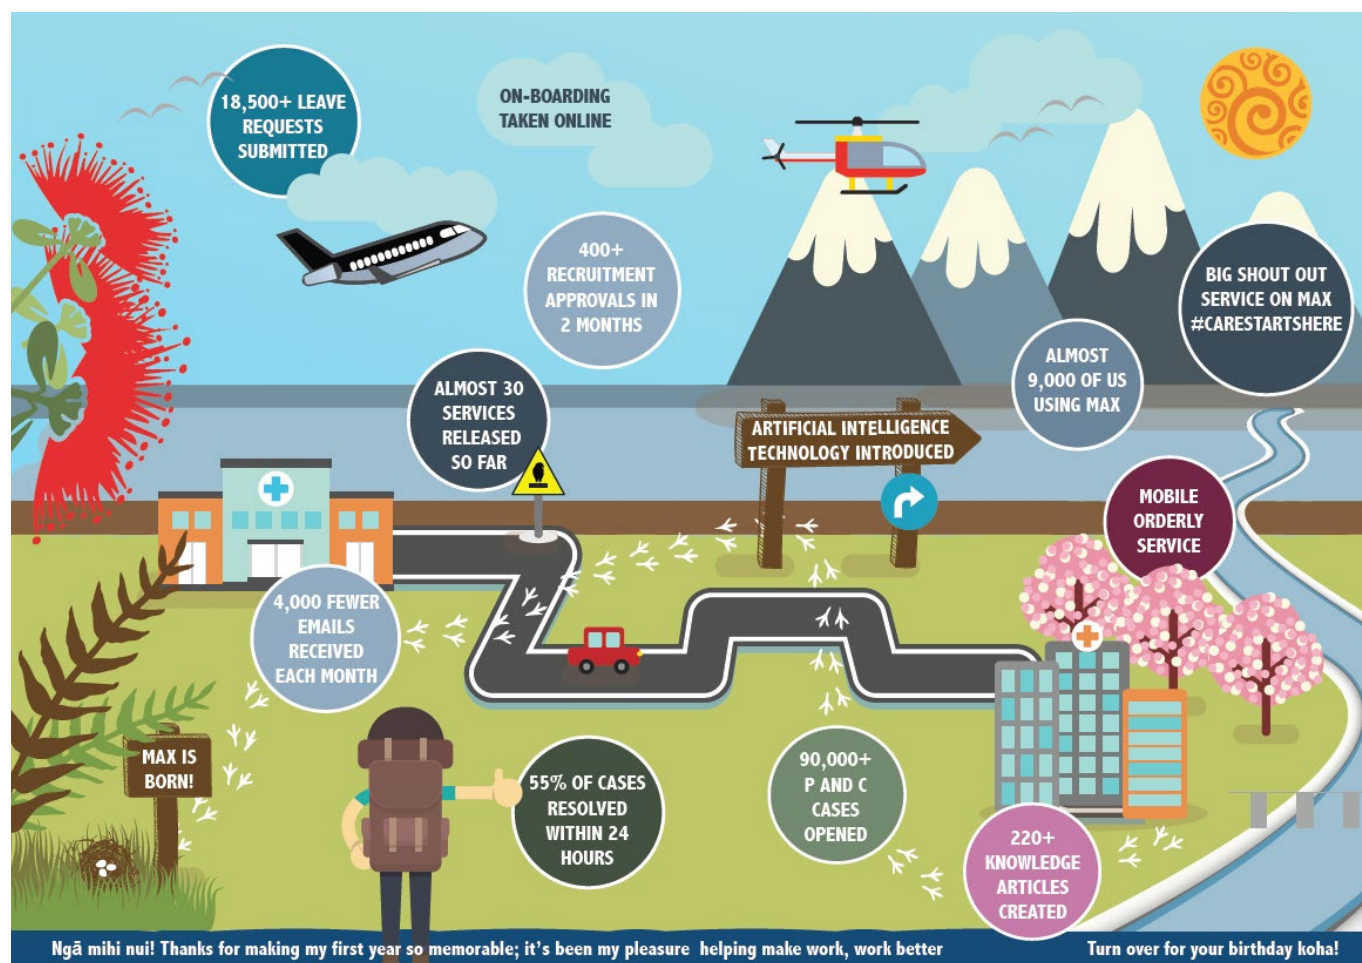 18,500+ LEAVE
REQUESTS
SUBMITTED
ON-BOARDING
TAKEN ONLINE
400+
RECRUITMENT
APPROVALS IN
2 MONTHS
BIG SHOUT OUT
SERVICE ON MAX
#CARESTARTSHERE
ALMOST
9,000 OF US
USING MAX
ALMOST 30
SERVICES
RELEASED
SO FAR
ARTIFICIAL INTELLIGENCE
TECHNOLOGY INTRODUCED
MOBILE
ORDERLY
SERVICE
4,000 FEWER
EMAILS
RECEIVED
EACH MONTH
MAX IS
BORN!
55% OF CASES
RESOLVED
WITHIN 24
HOURS
90,000+
P AND C
CASES
OPENED
220+
KNOWLEDGE
ARTICLES
CREATED
Ngā mihi nui! Thanks for making my first year so memorable; it's been my pleasure helping make work, work better
Turn over for your birthday koha!